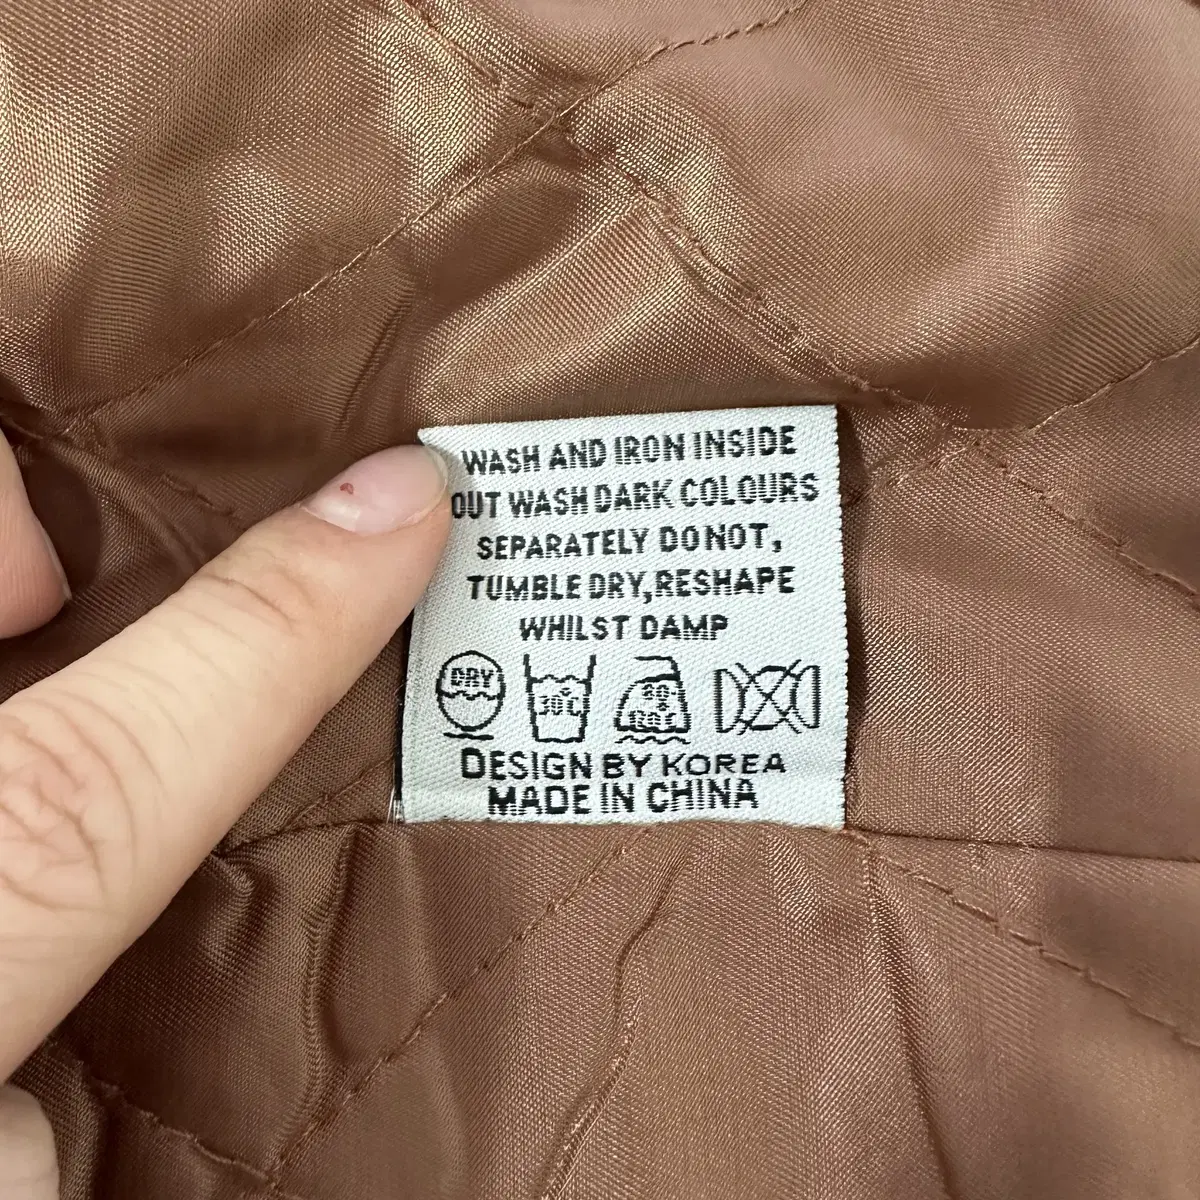 WASH AND IRON INSIDE
OUT WASH DARK COLOURS
SEPARATELY DO NOT,
TUMBLE DRY,RESHAPE
WHILST DAMP
DRY 30°C
DESIGN BY KOREA
MADE IN CHINA